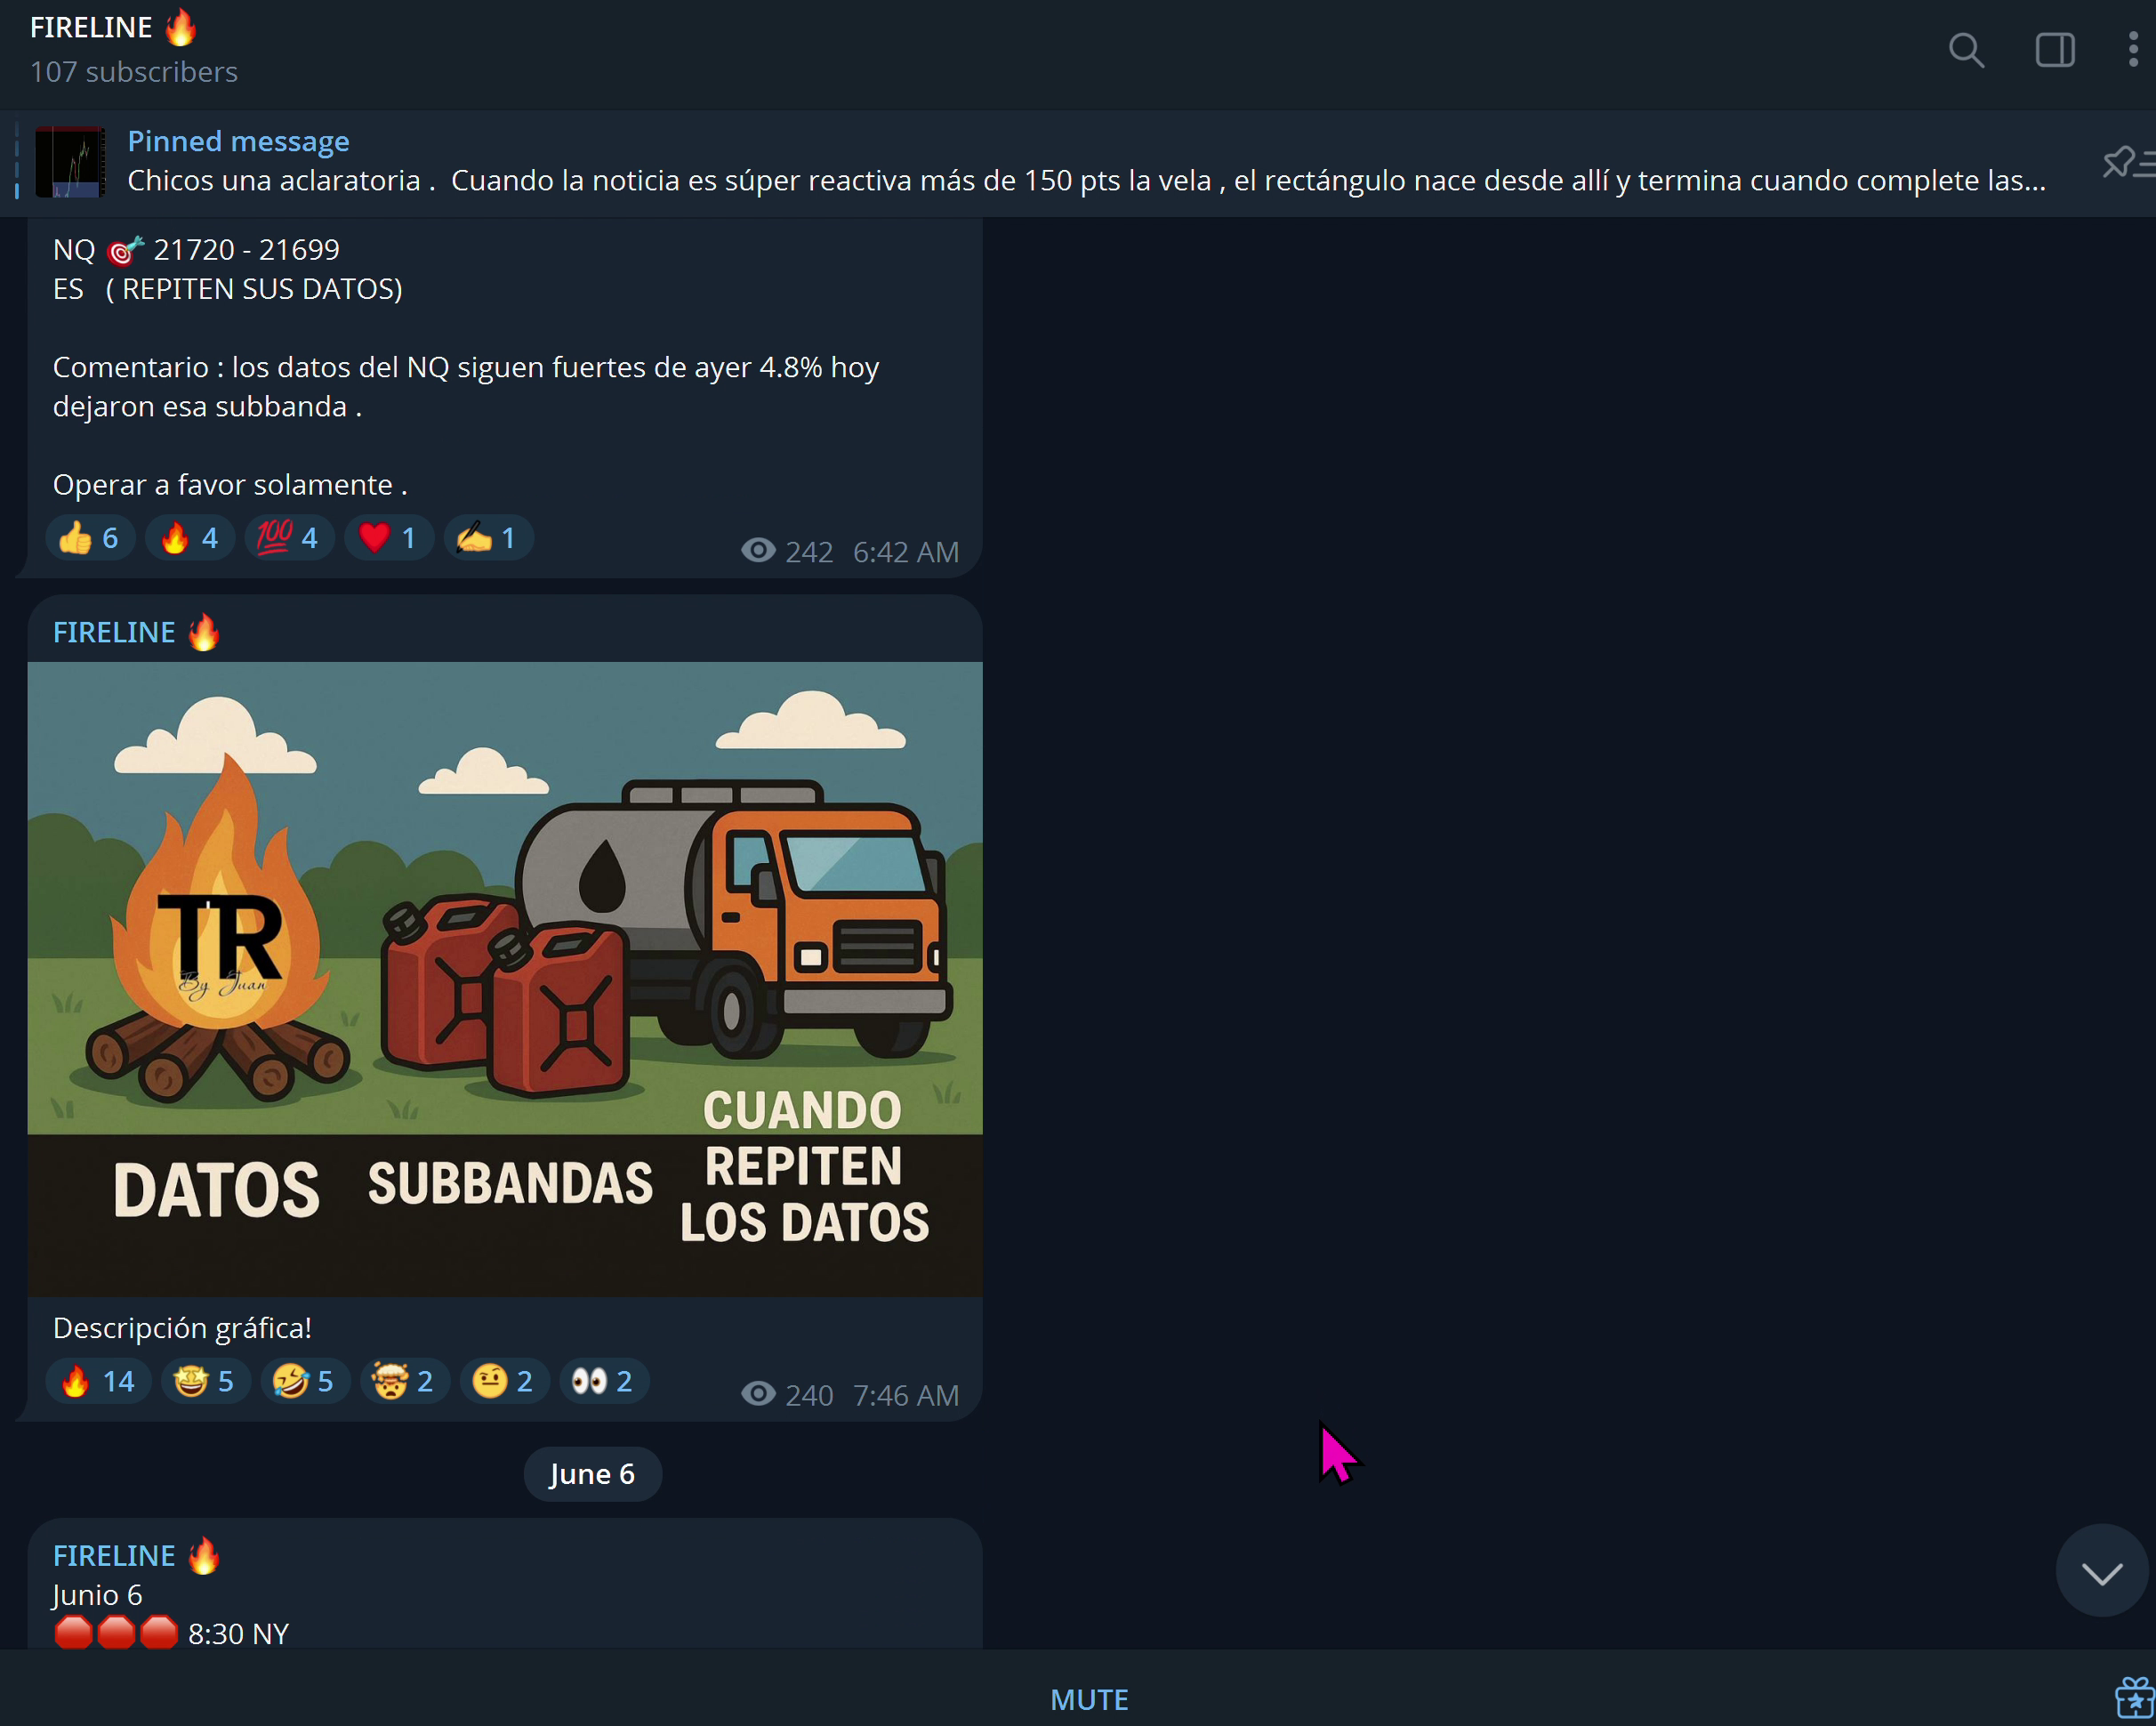 FIRELINE 🔥
107 subscribers
Pinned message
Chicos una aclaratoria .  Cuando la noticia es súper reactiva más de 150 pts la vela , el rectángulo nace desde allí y termina cuando complete las...
NQ 🎯 21720 - 21699
ES   ( REPITEN SUS DATOS)
Comentario : los datos del NQ siguen fuertes de ayer 4.8% hoy
dejaron esa subbanda .
Operar a favor solamente .
👍 6 🔥 4 💯 4 ❤️ 1 ✍️ 1
242 6:42 AM
FIRELINE 🔥
TR
By Juan
DATOS
SUBBANDAS
CUANDO
REPITEN
LOS DATOS
Descripción gráfica!
🔥 14 🤩 5 🤣 5 🤯 2 🤨 2 👀 2
240 7:46 AM
June 6
FIRELINE 🔥
Junio 6
🛑🛑🛑 8:30 NY
MUTE